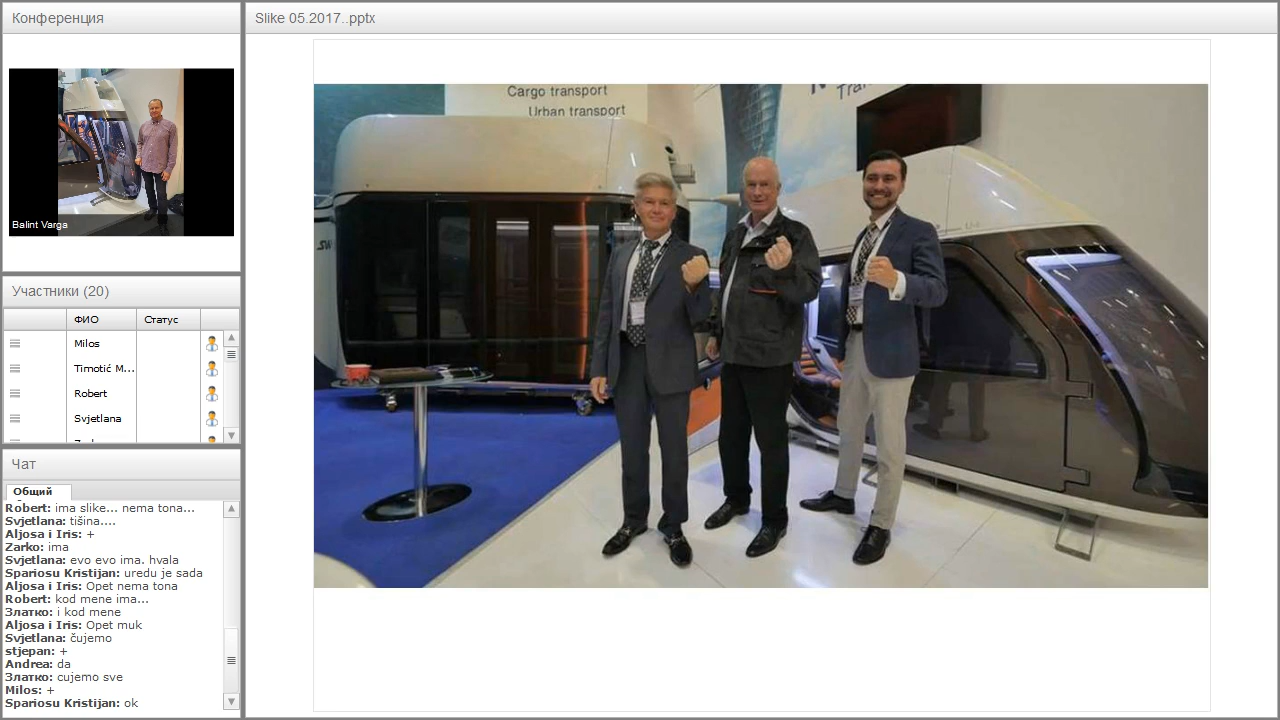 Конференция
Balint Varga
Участники (20)
ФИО Статус
Milos
Timotić M...
Robert
Svjetlana
Чат
Общий
Robert: ima slike... nema tona...
Svjetlana: tišina....
Aljosa i Iris: +
Zarko: ima
Svjetlana: evo evo ima. hvala
Spariosu Kristijan: uredu je sada
Aljosa i Iris: Opet nema tona
Robert: kod mene ima...
Златко: i kod mene
Aljosa i Iris: Opet muk
Svjetlana: čujemo
stjepan: +
Andrea: da
Златко: cujemo sve
Milos: +
Spariosu Kristijan: ok
Slike 05.2017..pptx
Cargo transport
Urban transport